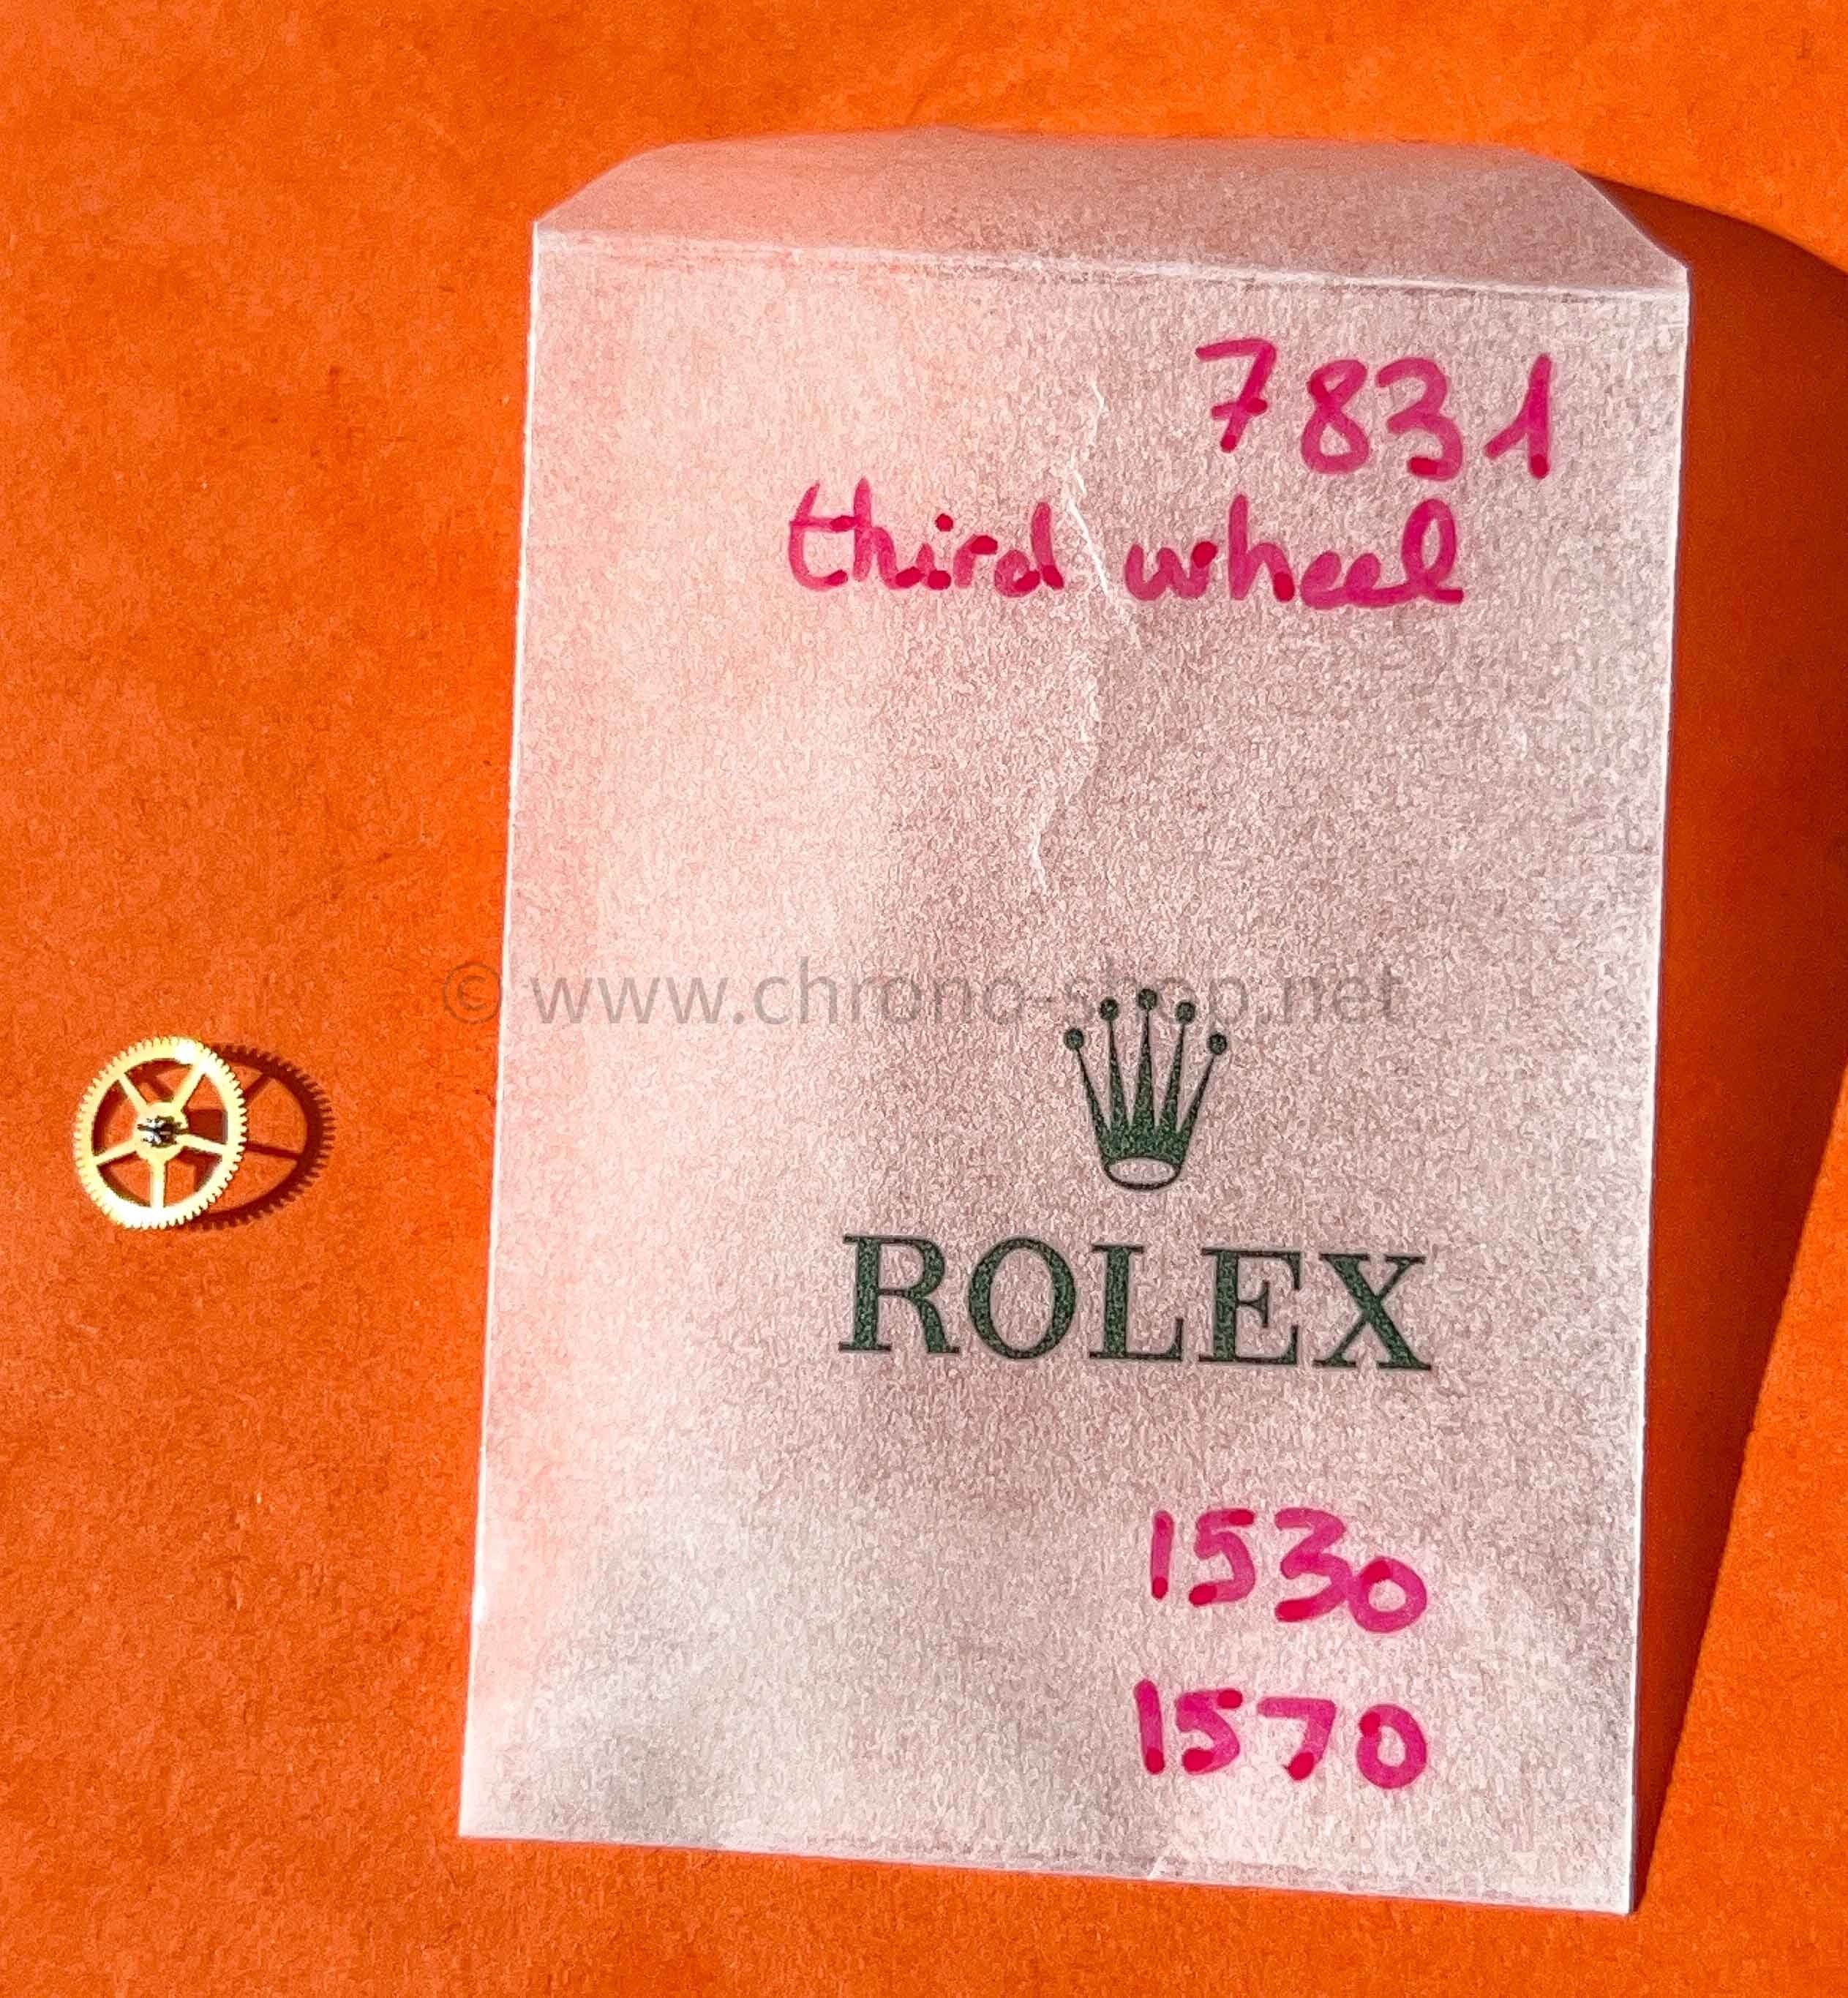 7831
third wheel
© www.chrono-shop.net
ROLEX
1530
1570